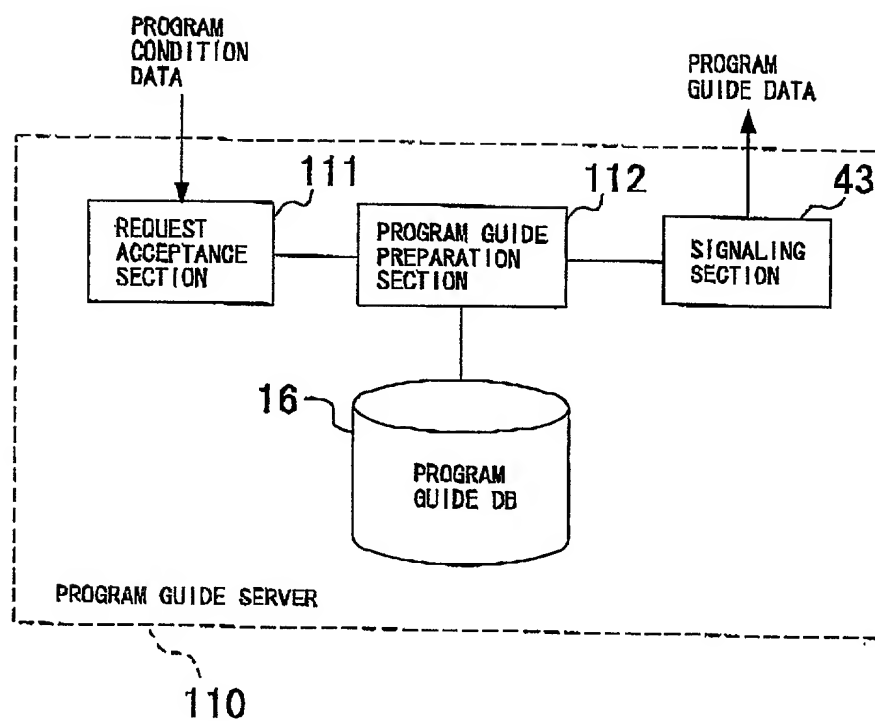 PROGRAM
CONDITION
DATA
PROGRAM
GUIDE DATA
111
112
43
REQUEST
ACCEPTANCE
SECTION
PROGRAM GUIDE
PREPARATION
SECTION
SIGNALING
SECTION
16
PROGRAM
GUIDE DB
PROGRAM GUIDE SERVER
110